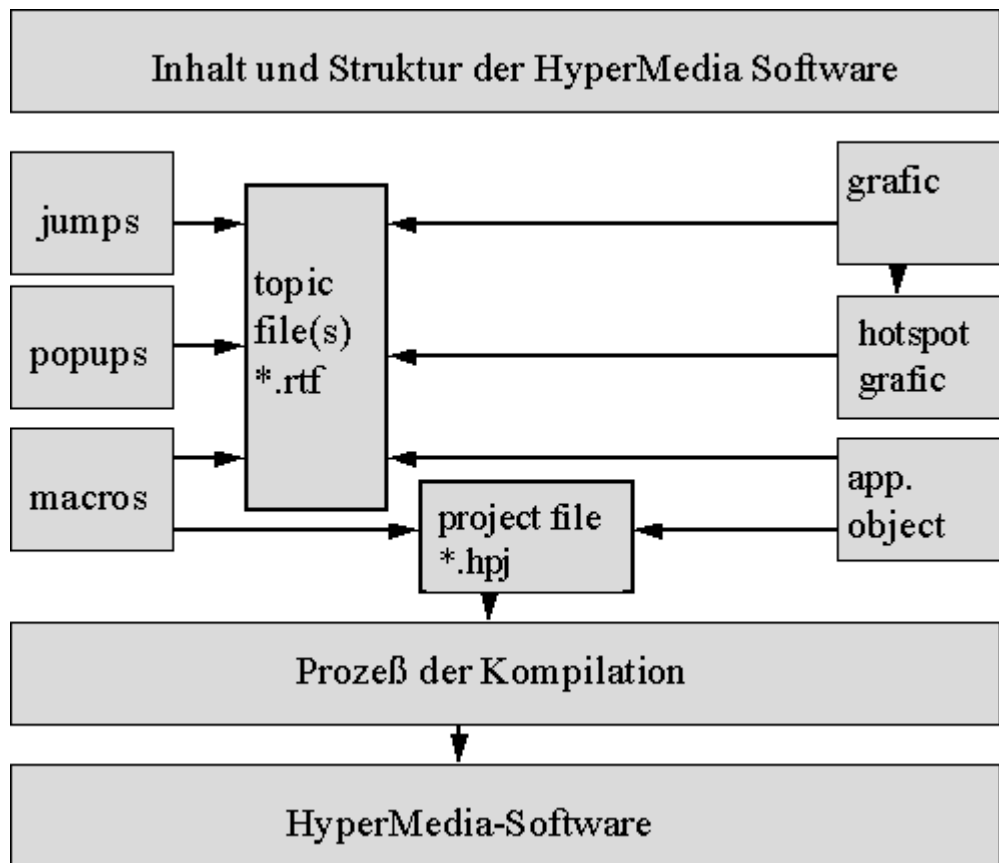 Inhalt und Struktur der HyperMedia Software
jumps
popups
macros
topic
file(s)
*.rtf
grafic
hotspot
grafic
app.
object
project file
*.hpj
Prozeß der Kompilation
HyperMedia-Software